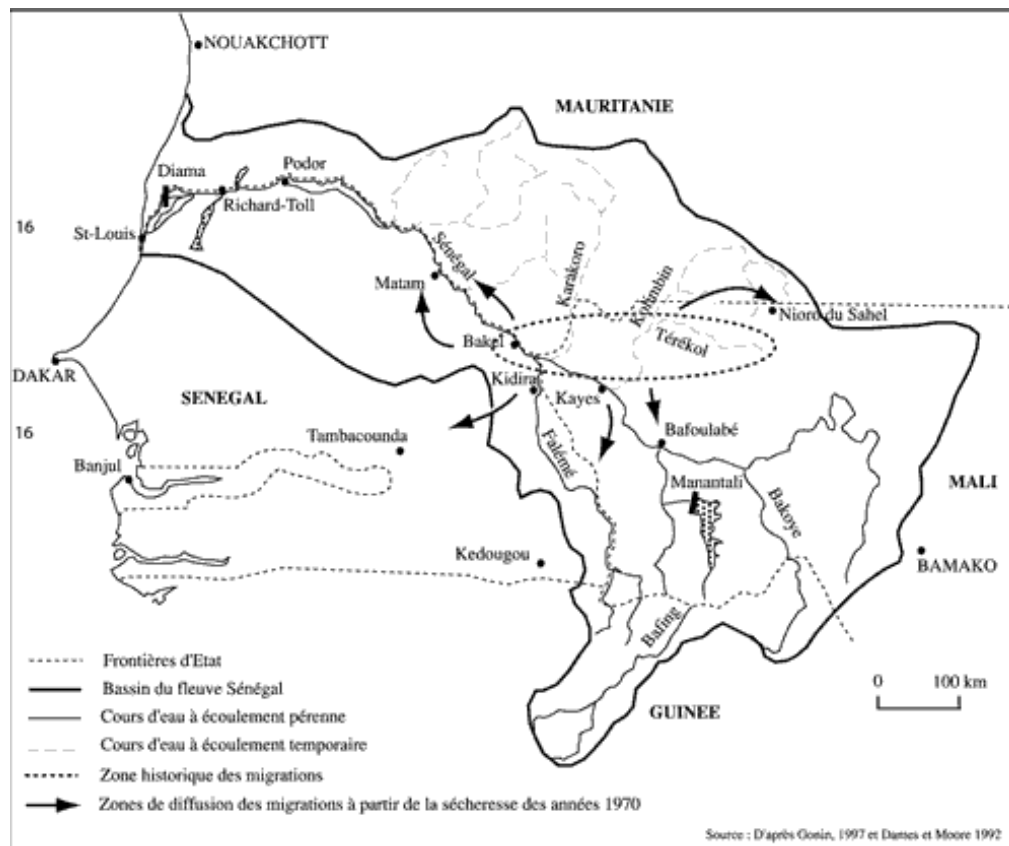 NOUAKCHOTT
MAURITANIE
Diama
Podor
Richard-Toll
16
St-Louis
Sénégal
Karakoro
Kolimbin
Matam
Niord du Sahel
Bakel
Térékol
DAKAR
Kidira
Kayes
SENEGAL
16
Tambacounda
Bafoulabé
Falémé
Banjul
Manantali
MALI
Bakoye
Kedougou
BAMAKO
Bafing
GUINEE
0 100 km
Frontières d'Etat
Bassin du fleuve Sénégal
Cours d'eau à écoulement pérenne
Cours d'eau à écoulement temporaire
Zone historique des migrations
Zones de diffusion des migrations à partir de la sécheresse des années 1970
Source : D'après Gonin, 1997 et Dames et Moore 1992